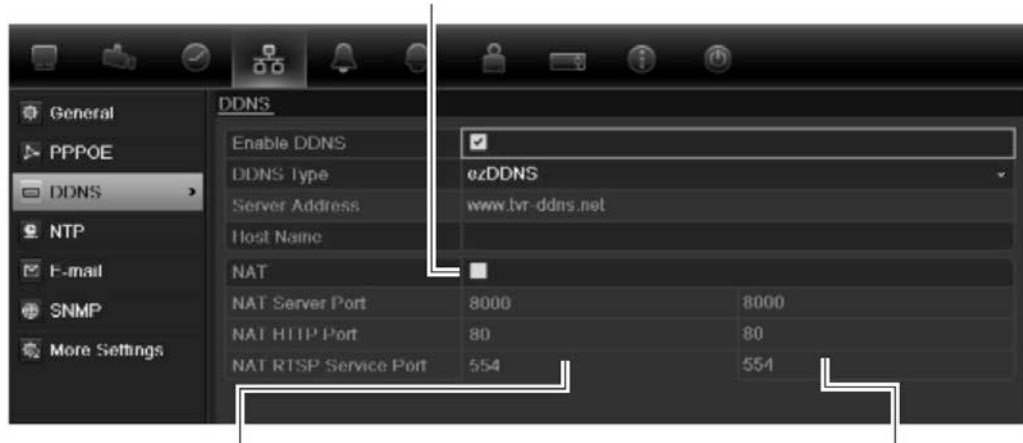 General
PPPOE
DDNS
NTP
E-mail
SNMP
More Settings
DDNS
Enable DDNS
DDNS Type ezDDNS
Server Address www.tvr-ddns.net
Host Name
NAT
NAT Server Port 8000 8000
NAT HTTP Port 80 80
NAT RTSP Service Port 554 554